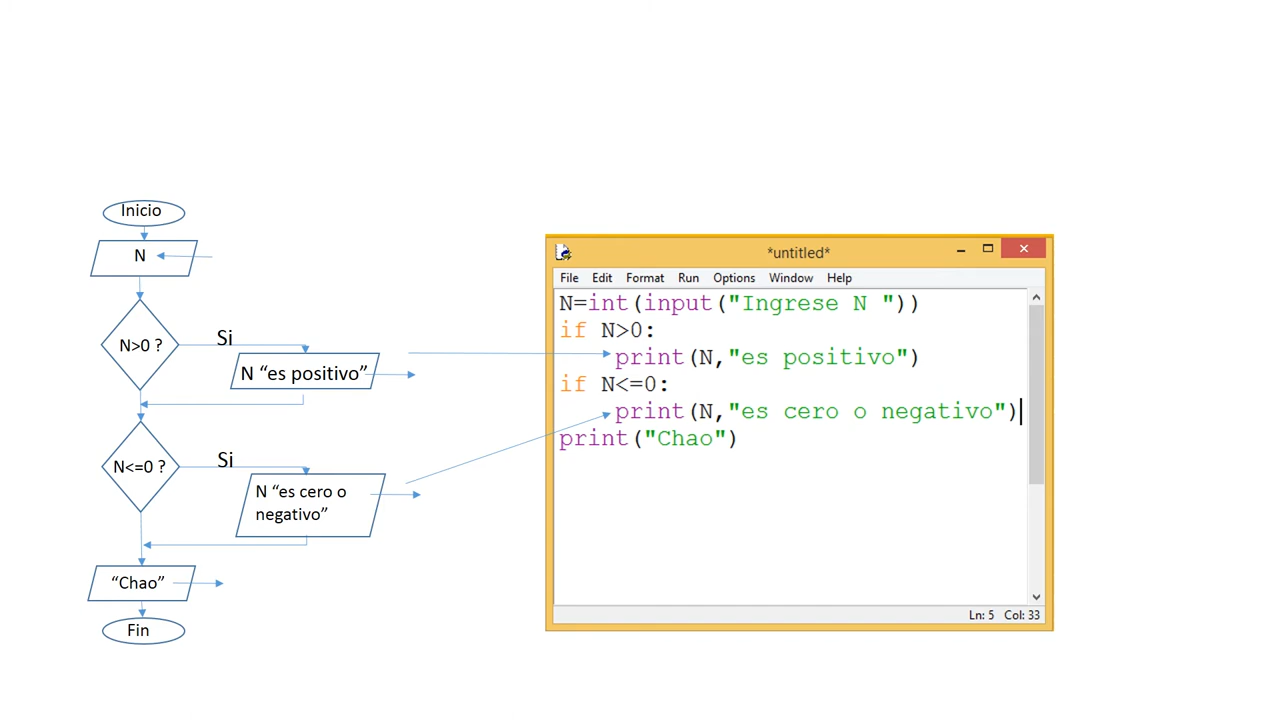 Inicio
N
N>0 ?
Si
N “es positivo”
N<=0 ?
Si
N “es cero o
negativo”
“Chao”
Fin
*untitled*
File Edit Format Run Options Window Help
N=int(input("Ingrese N "))
if N>0:
    print(N,"es positivo")
if N<=0:
    print(N,"es cero o negativo")
print("Chao")
Ln: 5 Col: 33